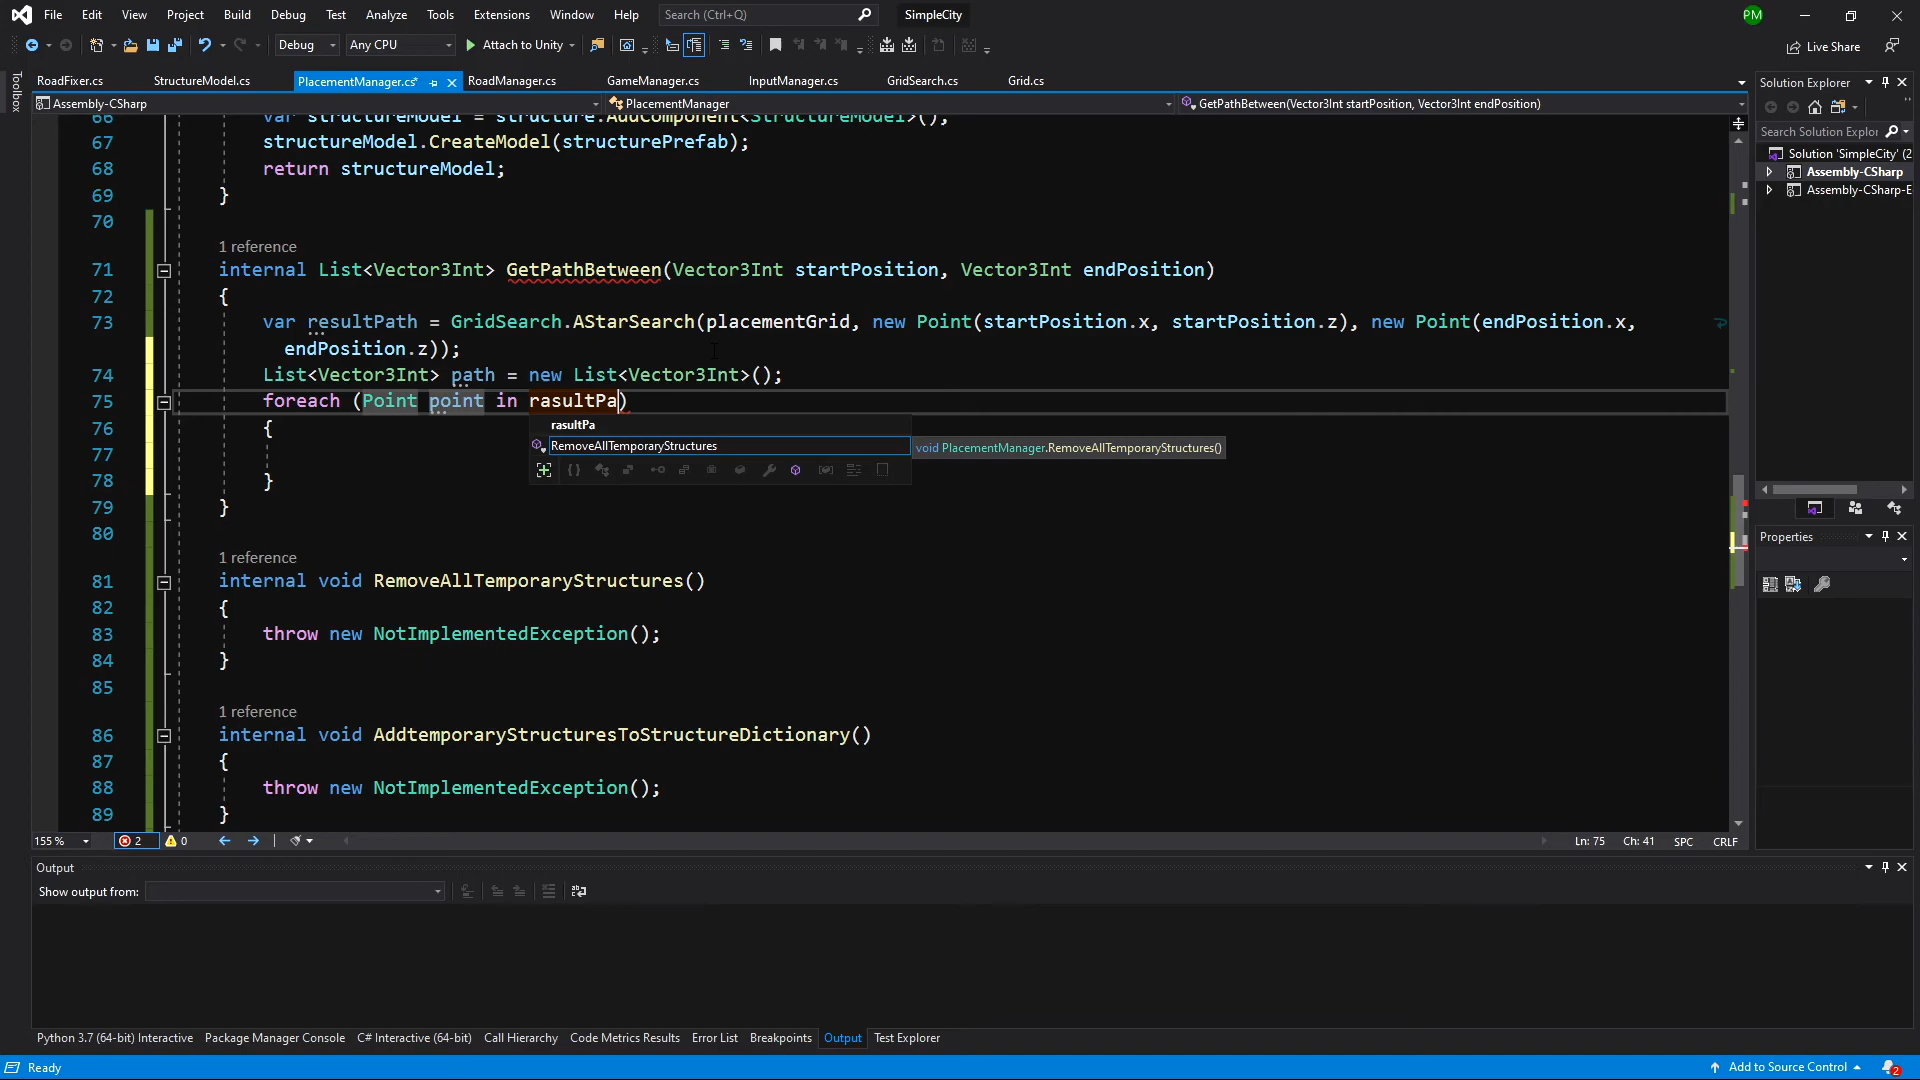 File Edit View Project Build Debug Test Analyze Tools Extensions Window Help Search (Ctrl+Q) SimpleCity PM
Debug Any CPU Attach to Unity Live Share
RoadFixer.cs StructureModel.cs PlacementManager.cs* RoadManager.cs GameManager.cs InputManager.cs GridSearch.cs Grid.cs
Toolbox
Assembly-CSharp PlacementManager GetPathBetween(Vector3Int startPosition, Vector3Int endPosition)
66 var structureModel = structure.AddComponent<StructureModel>();
67 structureModel.CreateModel(structurePrefab);
68 return structureModel;
69 }
70
1 reference
71 internal List<Vector3Int> GetPathBetween(Vector3Int startPosition, Vector3Int endPosition)
72 {
73 var resultPath = GridSearch.AStarSearch(placementGrid, new Point(startPosition.x, startPosition.z), new Point(endPosition.x,
endPosition.z));
74 List<Vector3Int> path = new List<Vector3Int>();
75 foreach (Point point in rasultPa)
76 {
rasultPa
77
RemoveAllTemporaryStructures void PlacementManager.RemoveAllTemporaryStructures()
78 }
79 }
80
1 reference
81 internal void RemoveAllTemporaryStructures()
82 {
83 throw new NotImplementedException();
84 }
85
1 reference
86 internal void AddtemporaryStructuresToStructureDictionary()
87 {
88 throw new NotImplementedException();
89 }
155 % 2 0 Ln: 75 Ch: 41 SPC CRLF
Output
Show output from:
Python 3.7 (64-bit) Interactive Package Manager Console C# Interactive (64-bit) Call Hierarchy Code Metrics Results Error List Breakpoints Output Test Explorer
Ready Add to Source Control 2
Solution Explorer
Search Solution Explor
Solution 'SimpleCity' (2
Assembly-CSharp
Assembly-CSharp-E
Properties